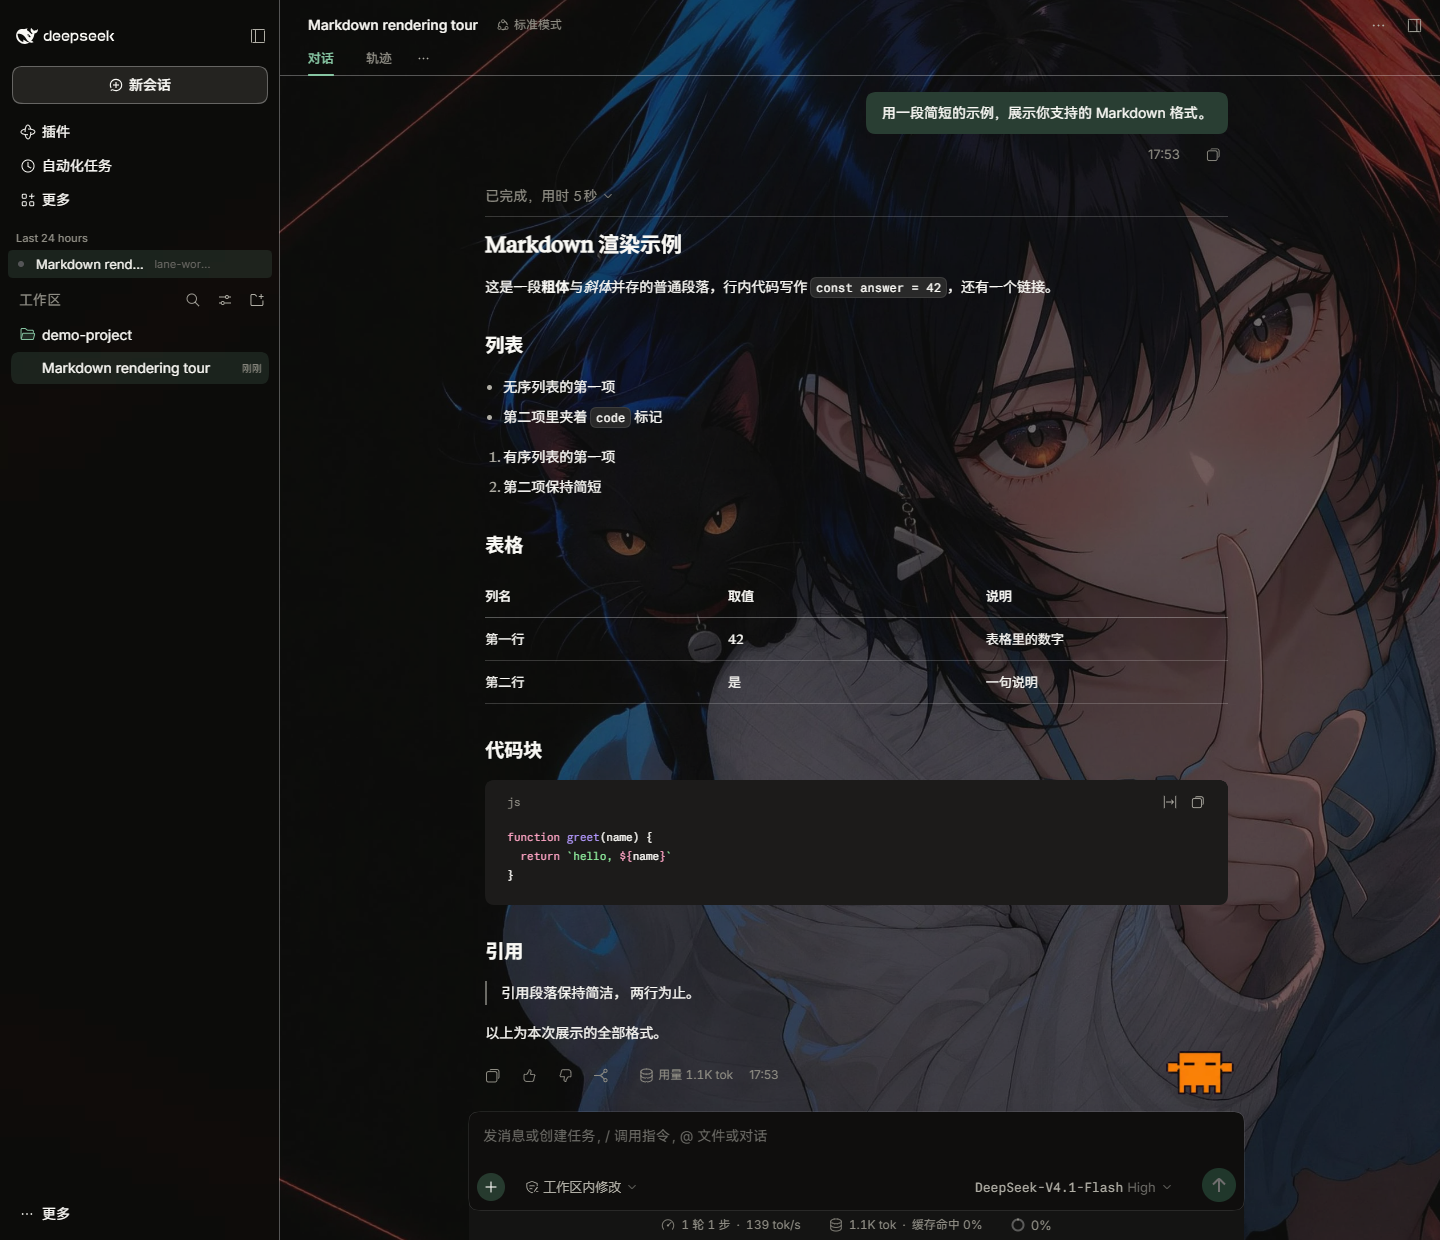 deepseek
新会话
插件
自动化任务
更多
Last 24 hours
Markdown rend... lane-wor...
工作区
demo-project
Markdown rendering tour 刚刚
更多
Markdown rendering tour 标准模式
对话 轨迹 ...
用一段简短的示例，展示你支持的 Markdown 格式。
17:53
已完成，用时 5秒
Markdown 渲染示例
这是一段粗体与斜体并存的普通段落，行内代码写作 const answer = 42 ，还有一个链接。
列表
• 无序列表的第一项
• 第二项里夹着 code 标记
1. 有序列表的第一项
2. 第二项保持简短
表格
列名 取值 说明
第一行 42 表格里的数字
第二行 是 一句说明
代码块
js
function greet(name) {
  return `hello, ${name}`
}
引用
引用段落保持简洁， 两行为止。
以上为本次展示的全部格式。
用量 1.1K tok 17:53
发消息或创建任务, / 调用指令, @ 文件或对话
工作区内修改 DeepSeek-V4.1-Flash High
1 轮 1 步 · 139 tok/s 1.1K tok · 缓存命中 0% 0%